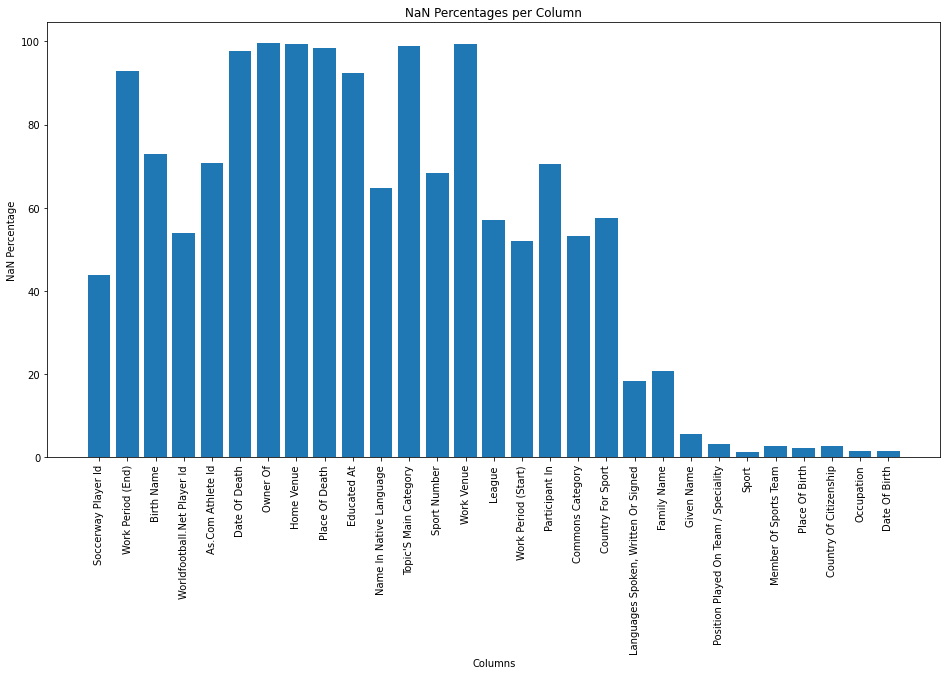 NaN Percentages per Column
NaN Percentage
100
80
60
40
20
0
Soccerway Player Id
Work Period (End)
Birth Name
Worldfootball.Net Player Id
As.Com Athlete Id
Date Of Death
Owner Of
Home Venue
Place Of Death
Educated At
Name In Native Language
Topic'S Main Category
Sport Number
Work Venue
League
Work Period (Start)
Participant In
Commons Category
Country For Sport
Languages Spoken, Written Or Signed
Family Name
Given Name
Position Played On Team / Speciality
Sport
Member Of Sports Team
Place Of Birth
Country Of Citizenship
Occupation
Date Of Birth
Columns